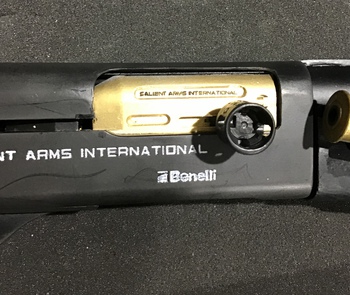 SALIENT ARMS INTERNATIONAL
NT ARMS INTERNATIONAL
Benelli